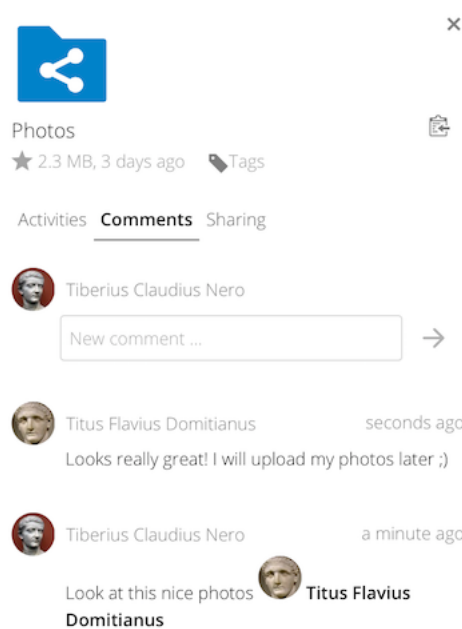 Photos
2.3 MB, 3 days ago Tags
Activities Comments Sharing
Tiberius Claudius Nero
New comment ...
Titus Flavius Domitianus seconds ago
Looks really great! I will upload my photos later ;)
Tiberius Claudius Nero a minute ago
Look at this nice photos Titus Flavius
Domitianus